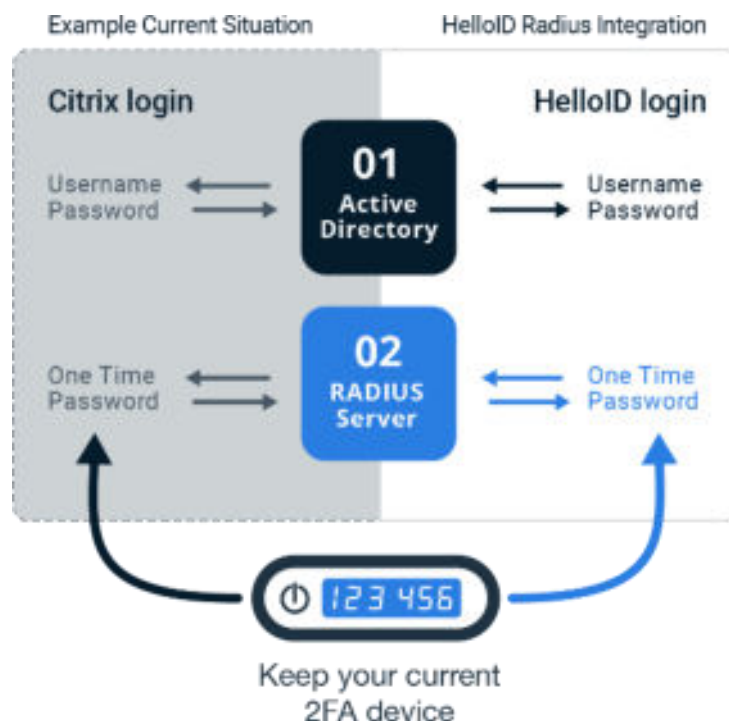 Example Current Situation
HelloID Radius Integration
Citrix login
HelloID login
01
Active
Directory
Username
Password
Username
Password
02
RADIUS
Server
One Time
Password
One Time
Password
123 456
Keep your current
2FA device